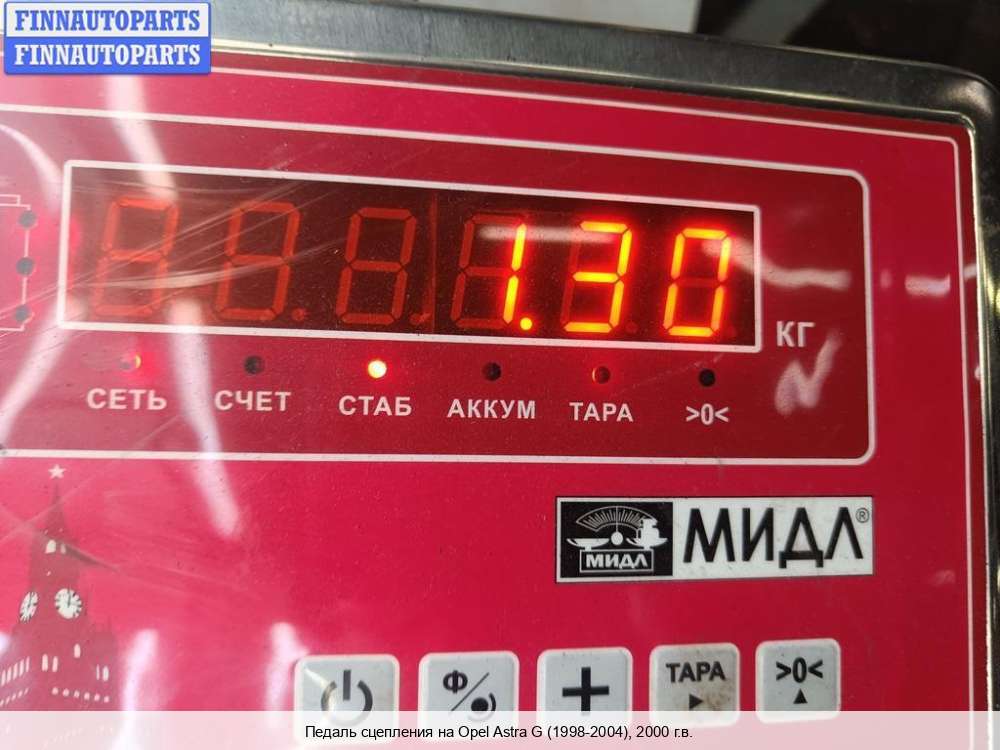 FINNAUTOPARTS
FINNAUTOPARTS
1.30
КГ
СЕТЬ СЧЕТ СТАБ АККУМ ТАРА >0<
МИДЛ МИДЛ®
Ф ТАРА >0<
Педаль сцепления на Opel Astra G (1998-2004), 2000 г.в.